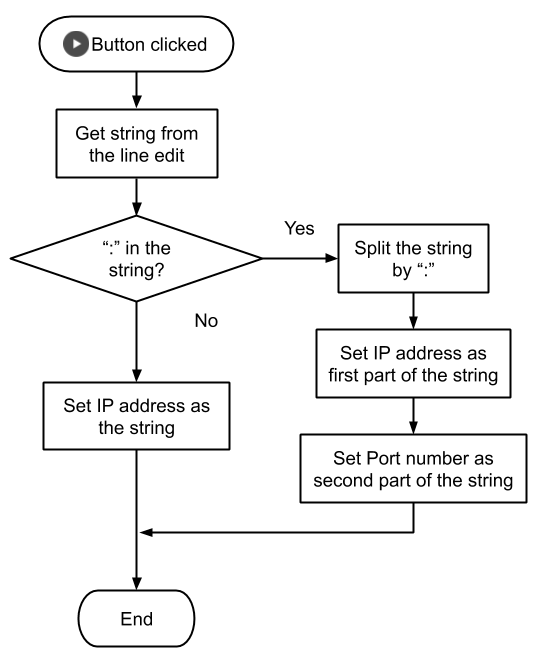 Button clicked
Get string from
the line edit
“:” in the
string?
Yes
Split the string
by “:”
No
Set IP address as
first part of the string
Set IP address as
the string
Set Port number as
second part of the string
End